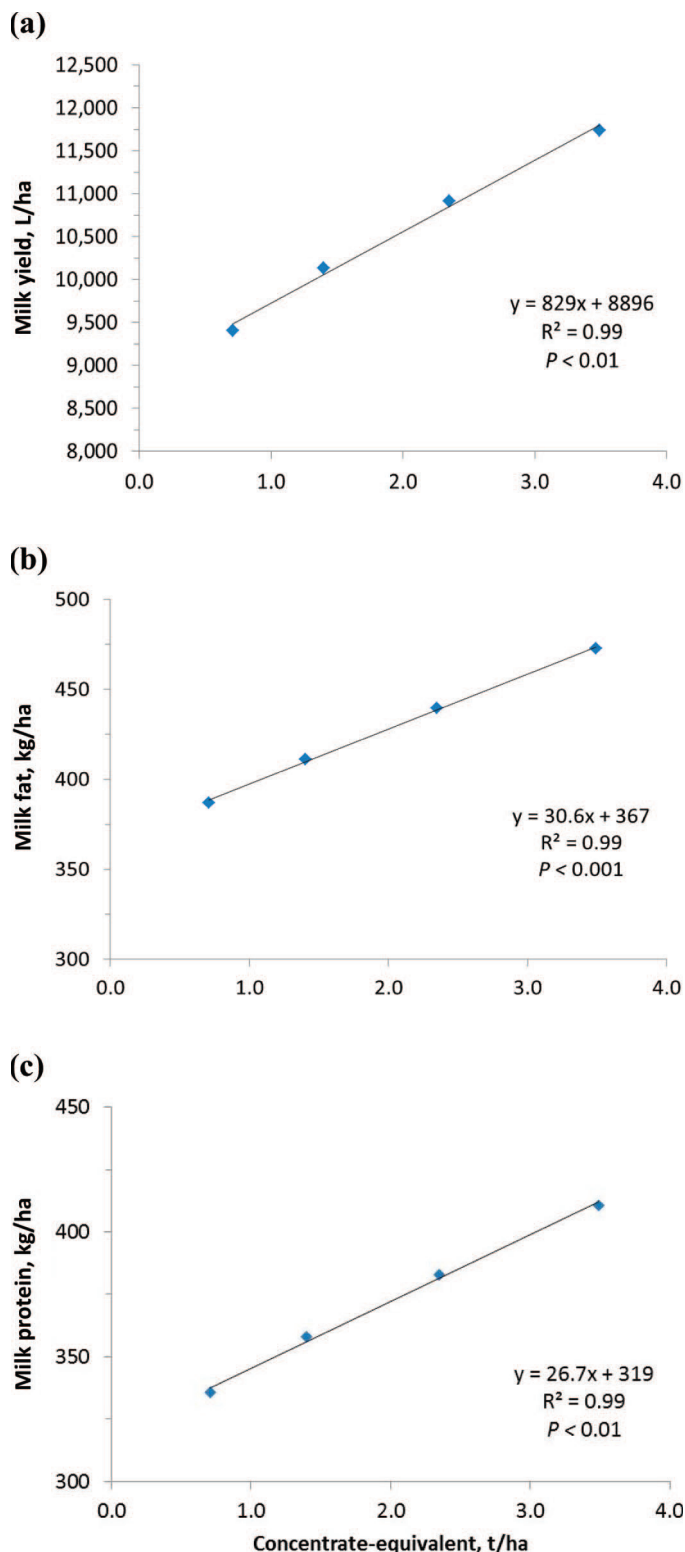 (a)
12,500
12,000
11,500
11,000
10,500
10,000
9,500
9,000
8,500
8,000
Milk yield, L/ha
y = 829x + 8896
R² = 0.99
P < 0.01
0.0 1.0 2.0 3.0 4.0
(b)
500
450
400
350
300
Milk fat, kg/ha
y = 30.6x + 367
R² = 0.99
P < 0.001
0.0 1.0 2.0 3.0 4.0
(c)
450
400
350
300
Milk protein, kg/ha
y = 26.7x + 319
R² = 0.99
P < 0.01
0.0 1.0 2.0 3.0 4.0
Concentrate-equivalent, t/ha